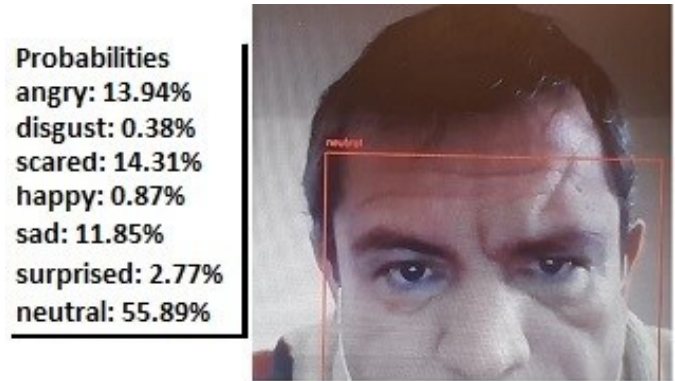 Probabilities
angry: 13.94%
disgust: 0.38%
scared: 14.31%
happy: 0.87%
sad: 11.85%
surprised: 2.77%
neutral: 55.89%
neutral